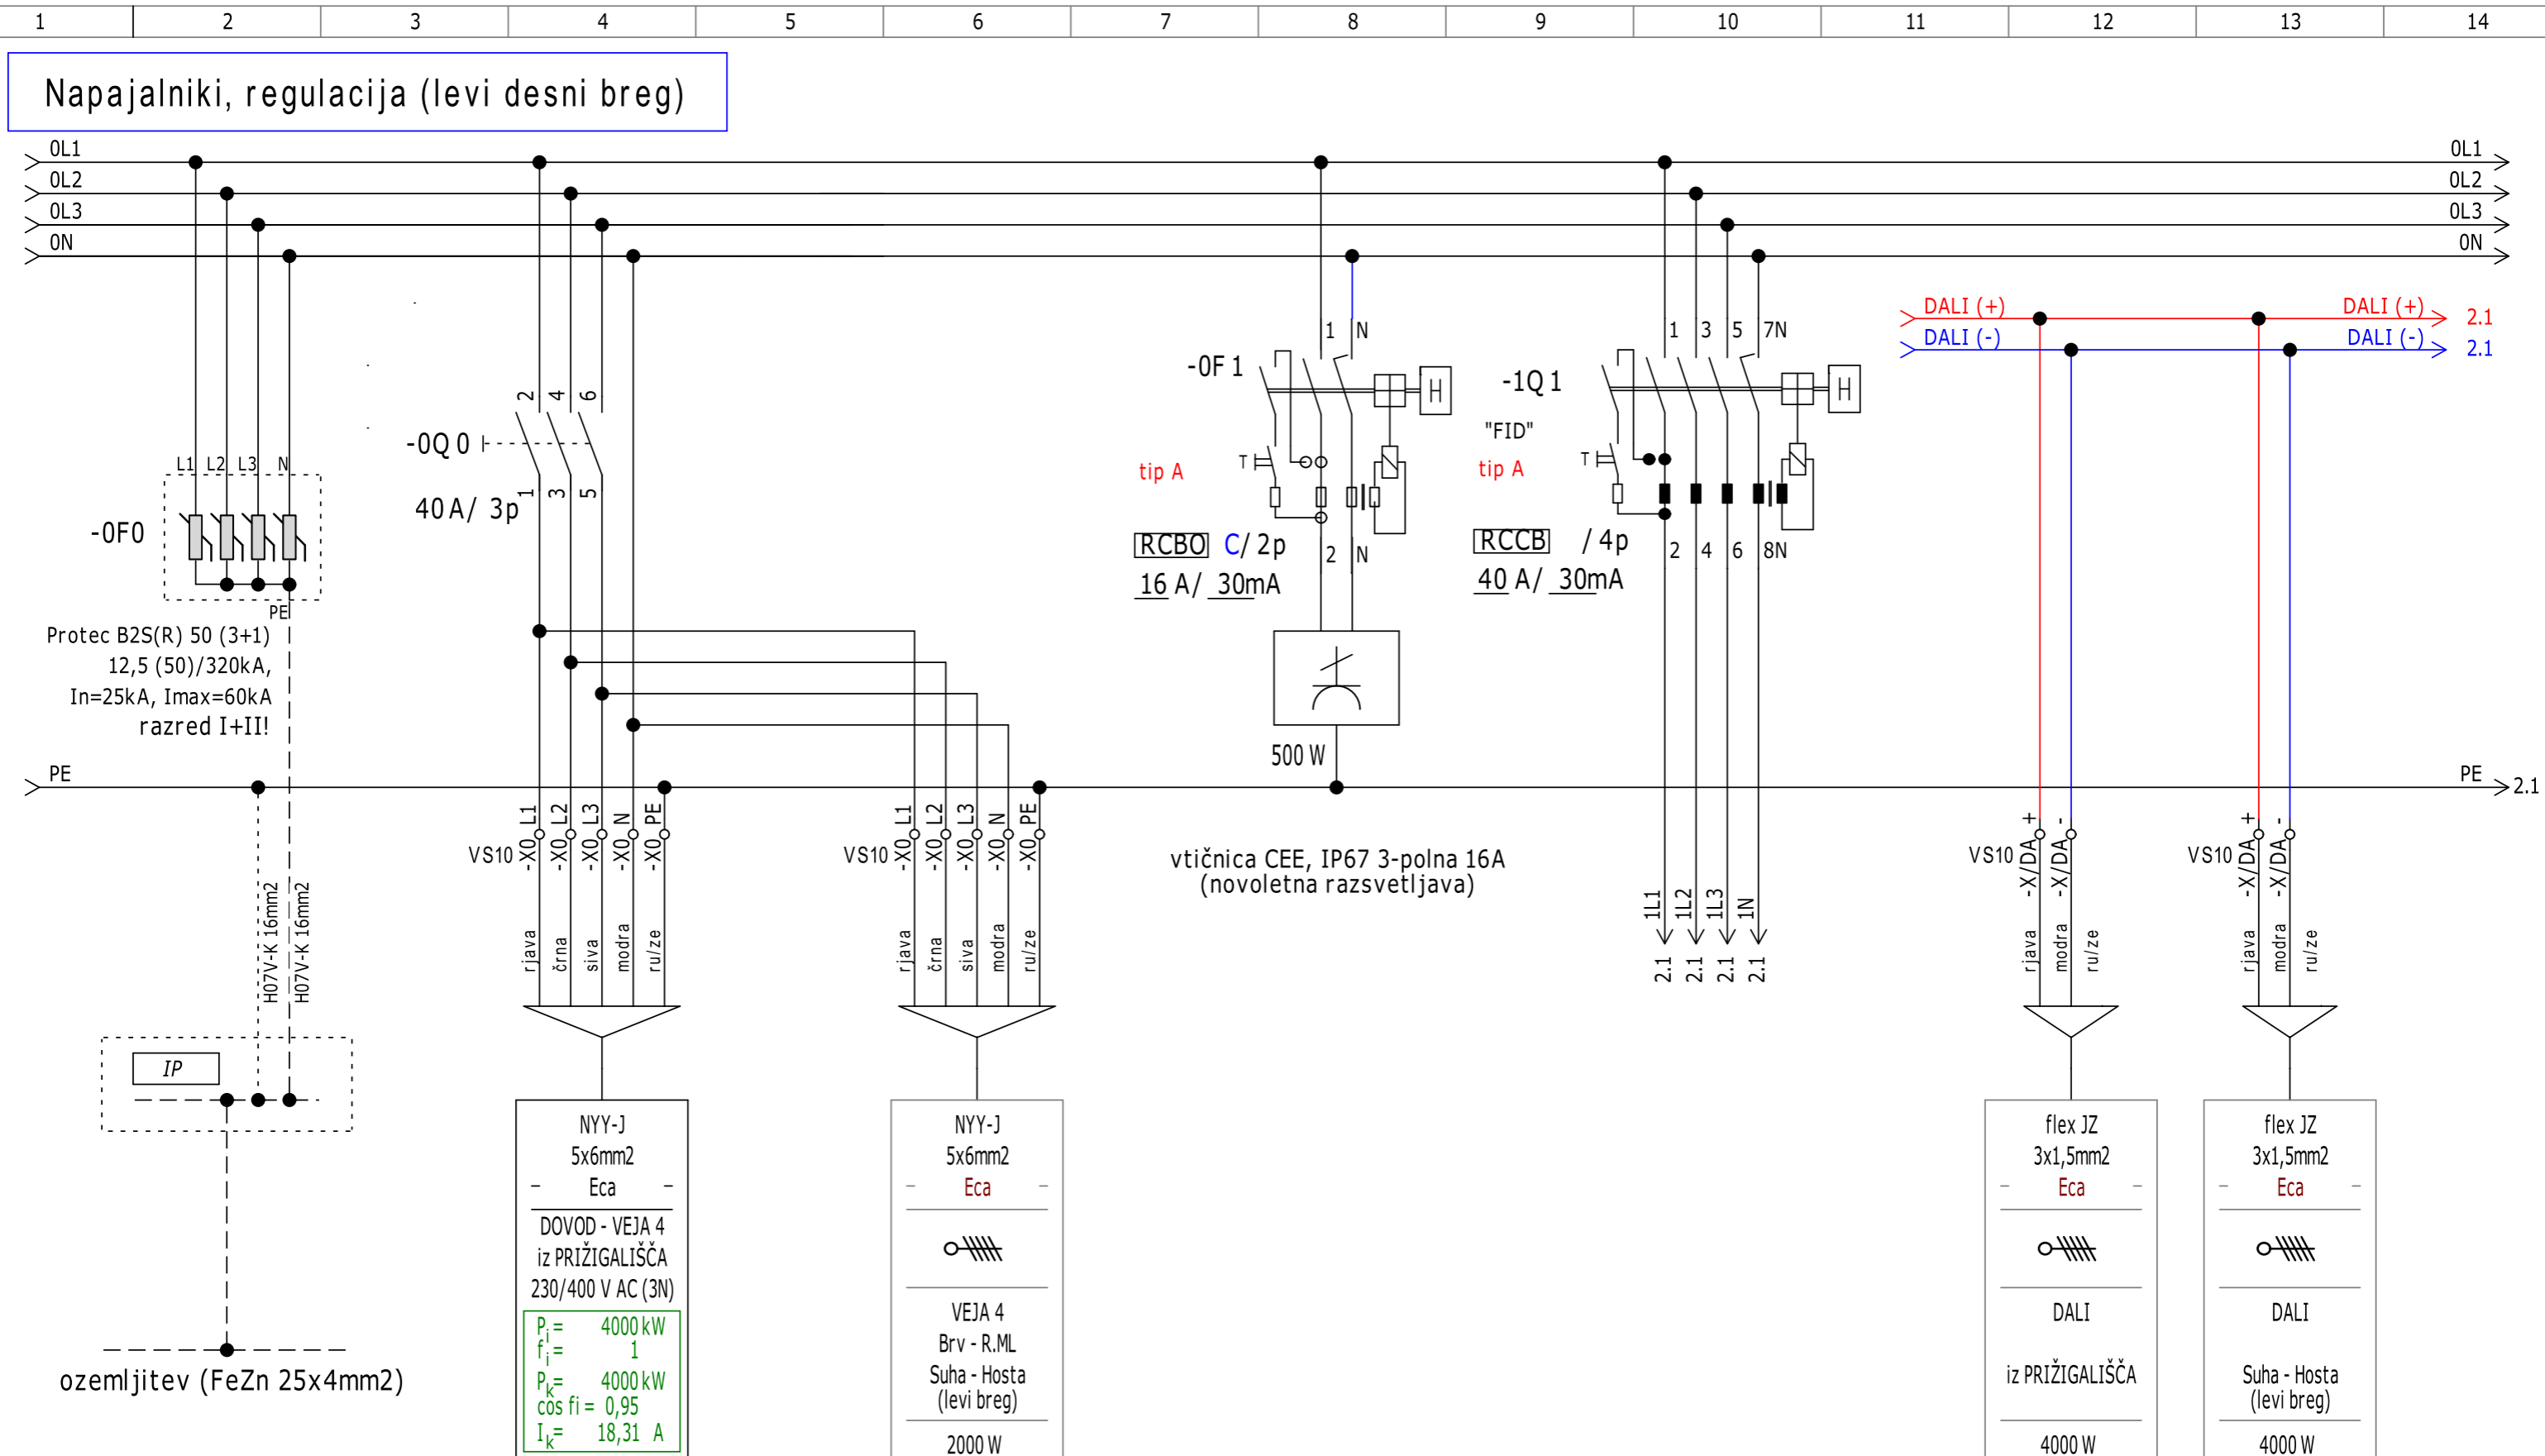 1 2 3 4 5 6 7 8 9 10 11 12 13 14
Napajalniki, regulacija (levi desni breg)
0L1 0L1
0L2 0L2
0L3 0L3
0N 0N
DALI (+) DALI (+) 2.1
DALI (-) DALI (-) 2.1
L1 L2 L3 N
-0F0
PE
Protec B2S(R) 50 (3+1)
12,5 (50)/320kA,
In=25kA, Imax=60kA
razred I+II!
2 4 6
-0Q0
1 3 5
40A/ 3p
1 N
-0F1
H
T
tip A
RCBO C/ 2p
16 A/ 30mA
2 N
500 W
vtičnica CEE, IP67 3-polna 16A
(novoletna razsvetljava)
1 3 5 7N
-1Q1
H
"FID"
T
tip A
RCCB / 4p
40 A/ 30mA
2 4 6 8N
1L1 1L2 1L3 1N
2.1 2.1 2.1 2.1
PE PE 2.1
H07V-K 16mm2
H07V-K 16mm2
IP
ozemljitev (FeZn 25x4mm2)
L1 L2 L3 N PE
VS10 -X0 -X0 -X0 -X0 -X0
rjava črna siva modra ru/ze
NYY-J
5x6mm2
- Eca -
DOVOD - VEJA 4
iz PRIŽIGALIŠČA
230/400 V AC (3N)
Pi= 4000 kW
fi= 1
Pk= 4000 kW
cos fi = 0,95
Ik= 18,31 A
L1 L2 L3 N PE
VS10 -X0 -X0 -X0 -X0 -X0
rjava črna siva modra ru/ze
NYY-J
5x6mm2
- Eca -
VEJA 4
Brv - R.ML
Suha - Hosta
(levi breg)
2000 W
+ -
VS10 -X/DA -X/DA
rjava modra ru/ze
flex JZ
3x1,5mm2
- Eca -
DALI
iz PRIŽIGALIŠČA
4000 W
+ -
VS10 -X/DA -X/DA
rjava modra ru/ze
flex JZ
3x1,5mm2
- Eca -
DALI
Suha - Hosta
(levi breg)
4000 W